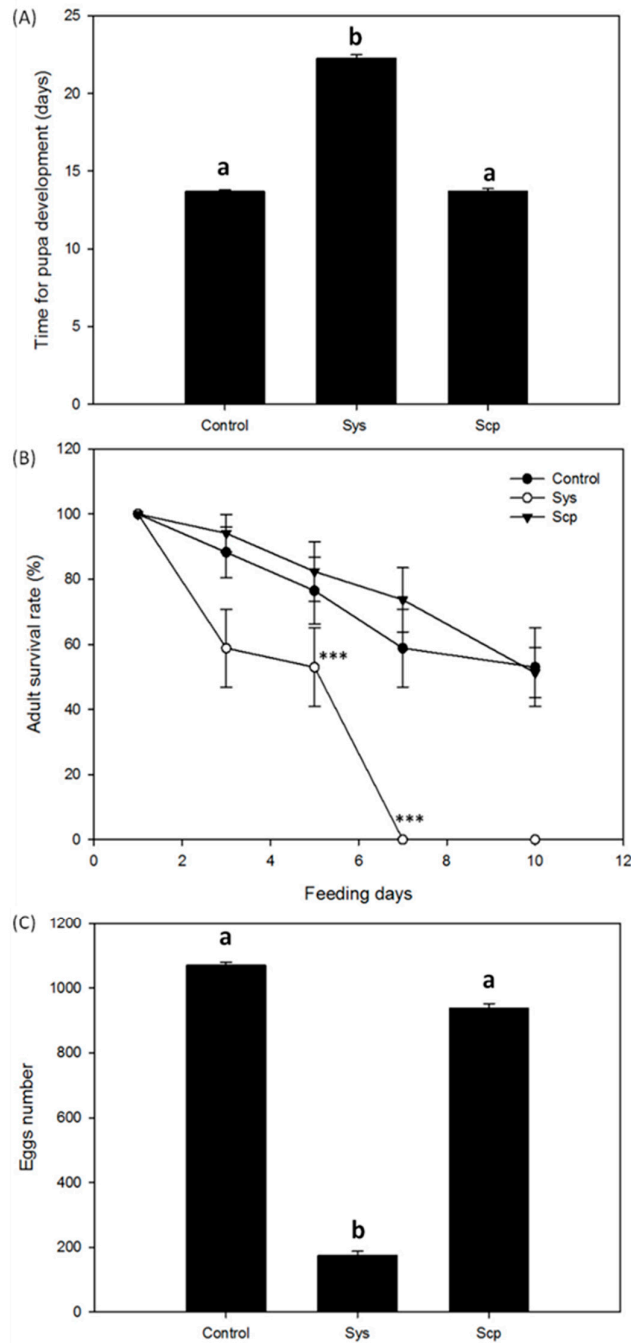 (A)
Time for pupa development (days)
25
20
15
10
5
0
a
b
a
Control
Sys
Scp
(B)
Adult survival rate (%)
120
100
80
60
40
20
0
Control
Sys
Scp
***
***
0
2
4
6
8
10
12
Feeding days
(C)
Eggs number
1200
1000
800
600
400
200
0
a
b
a
Control
Sys
Scp